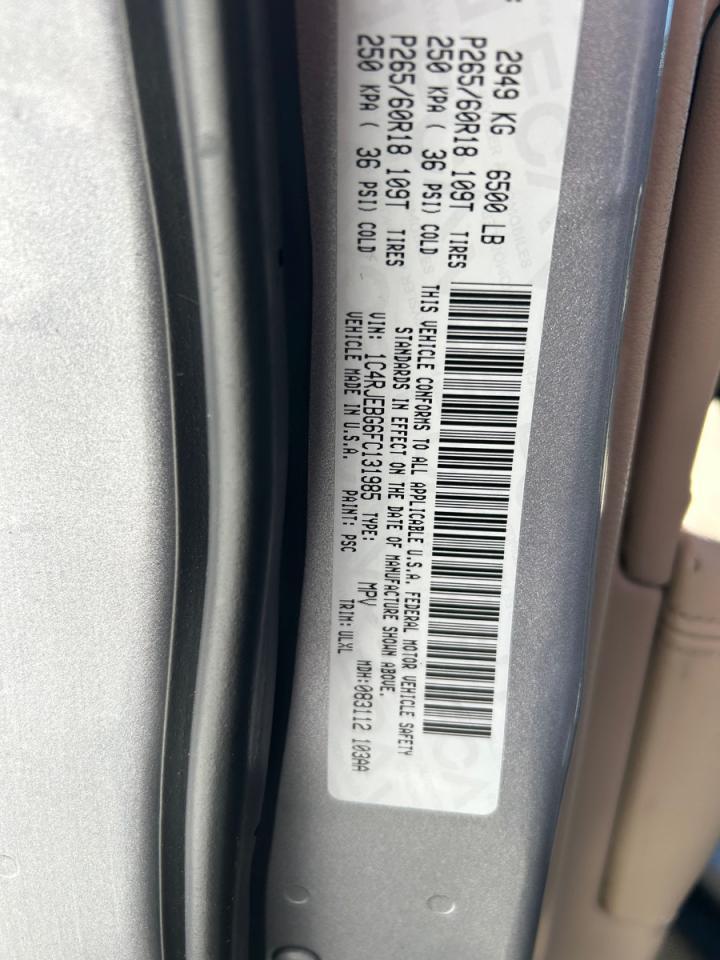 2949 KG 6500 LB
P265/60R18 109T TIRES
250 KPA ( 36 PSI) COLD
P265/60R18 109T TIRES
250 KPA ( 36 PSI) COLD
THIS VEHICLE CONFORMS TO ALL APPLICABLE U.S.A. FEDERAL MOTOR VEHICLE SAFETY
STANDARDS IN EFFECT ON THE DATE OF MANUFACTURE SHOWN ABOVE.
VIN: 1C4RJEBG6FC131985 TYPE: MPV MDH:083112 103AA
VEHICLE MADE IN U.S.A. PAINT: PSC TRIM: ULXL